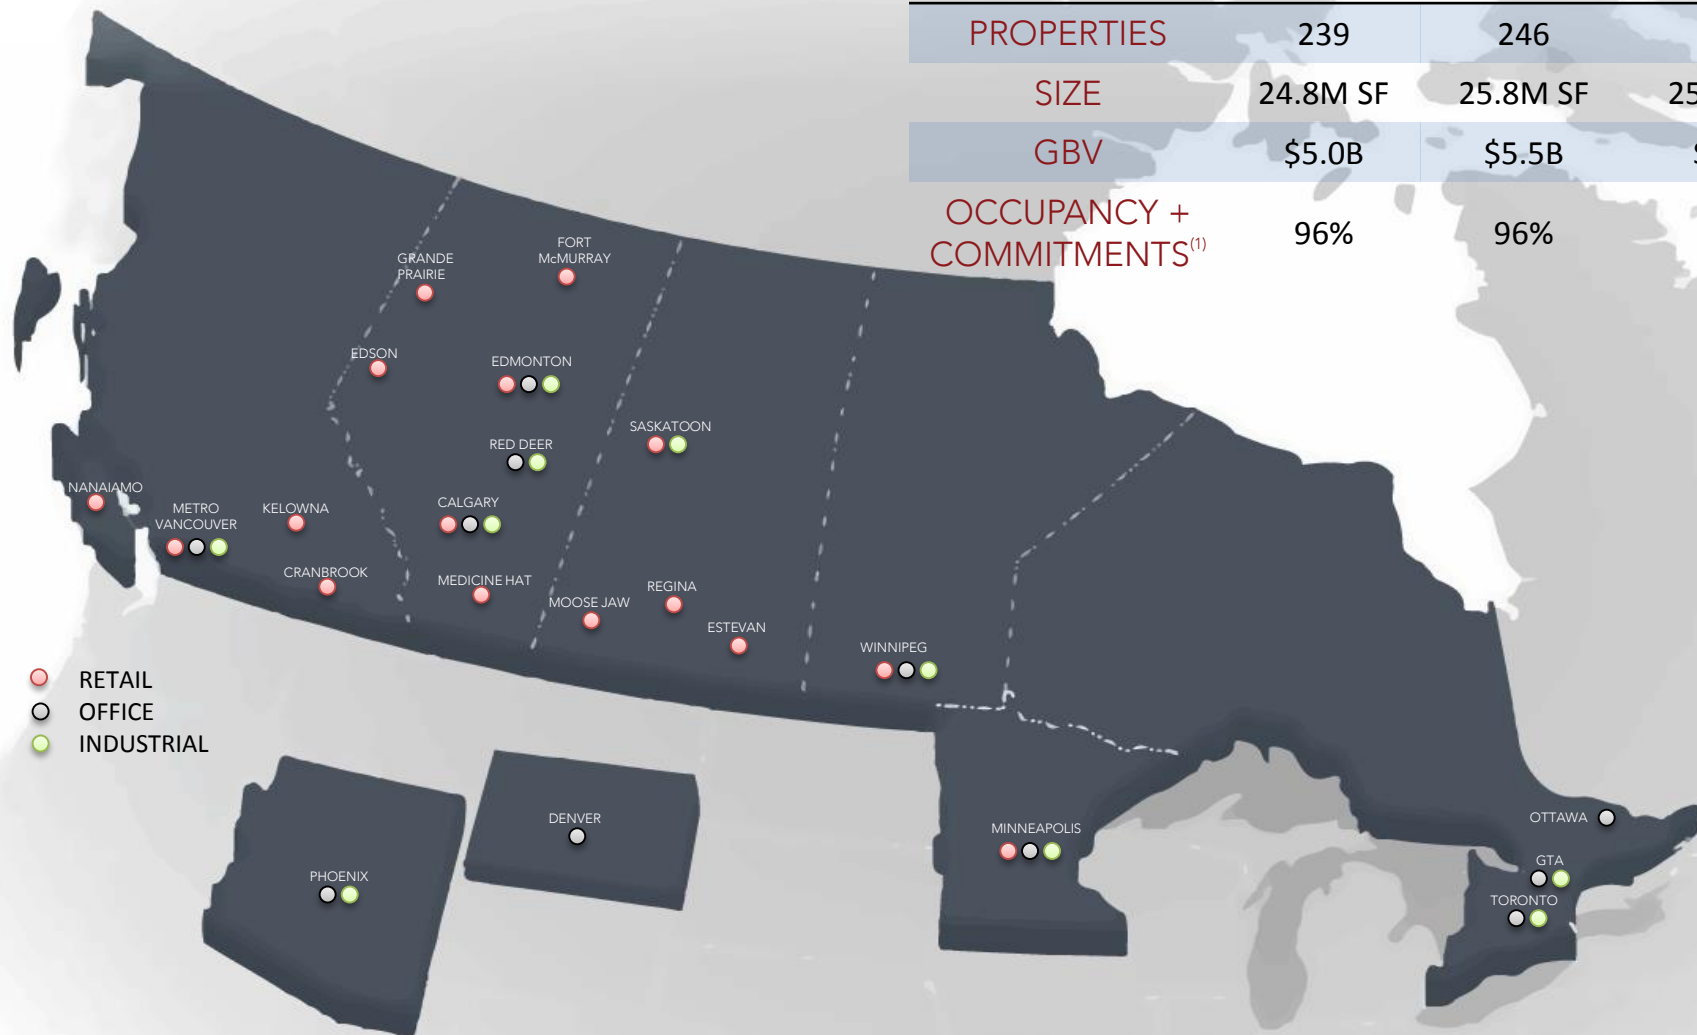 PROPERTIES 239 246
SIZE 24.8M SF 25.8M SF 25
GBV $5.0B $5.5B
OCCUPANCY +
COMMITMENTS(1) 96% 96%
FORT
McMURRAY
GRANDE
PRAIRIE
EDSON
EDMONTON
SASKATOON
RED DEER
NANAIAMO
METRO
VANCOUVER
KELOWNA
CALGARY
CRANBROOK
MEDICINE HAT
MOOSE JAW
REGINA
ESTEVAN
WINNIPEG
RETAIL
OFFICE
INDUSTRIAL
PHOENIX
DENVER
MINNEAPOLIS
OTTAWA
GTA
TORONTO